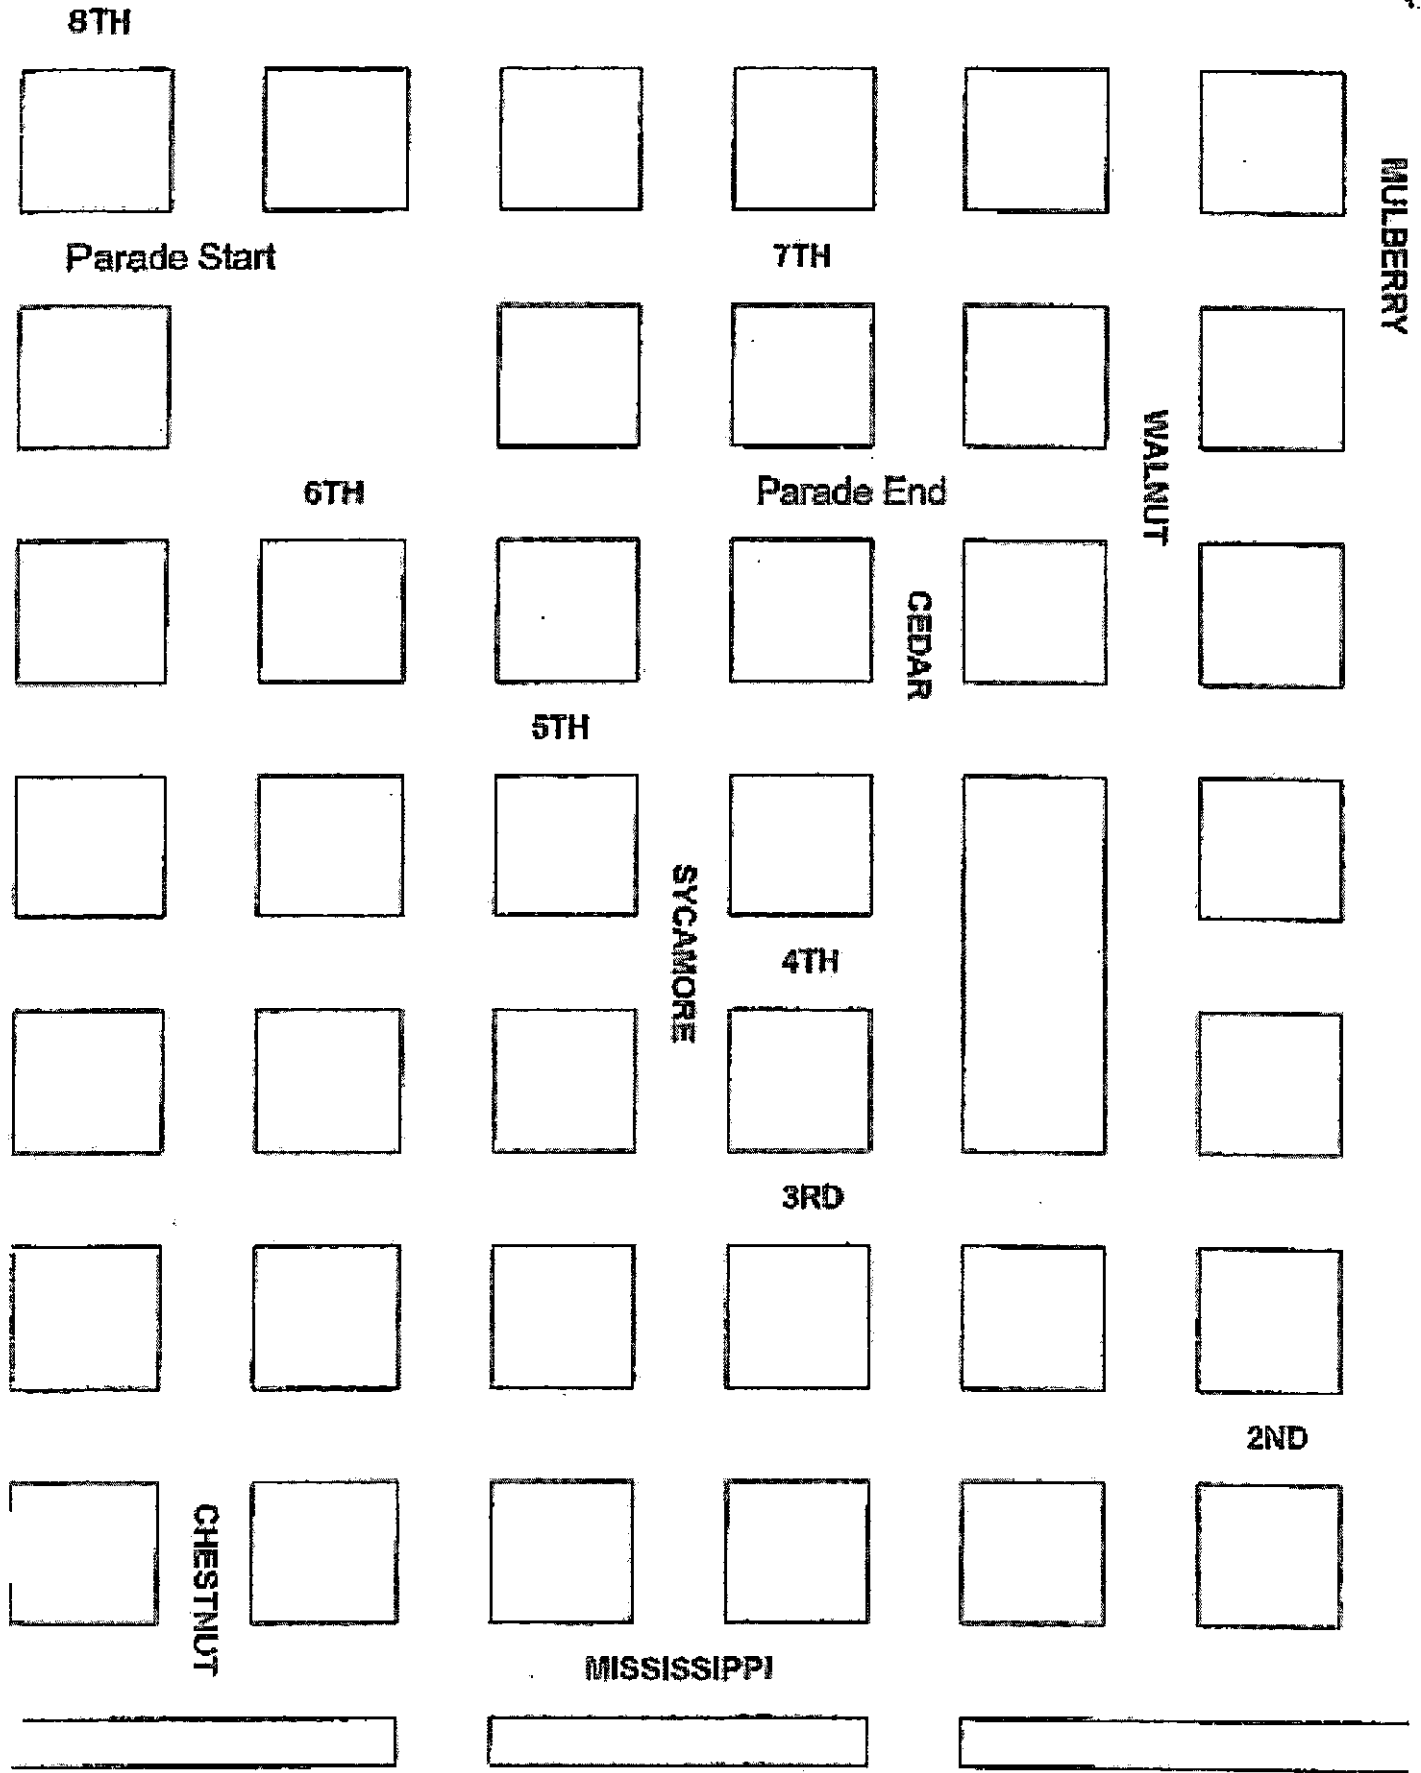 8TH
MULBERRY
Parade Start
7TH
WALNUT
6TH
Parade End
CEDAR
5TH
SYCAMORE
4TH
3RD
2ND
CHESTNUT
MISSISSIPPI